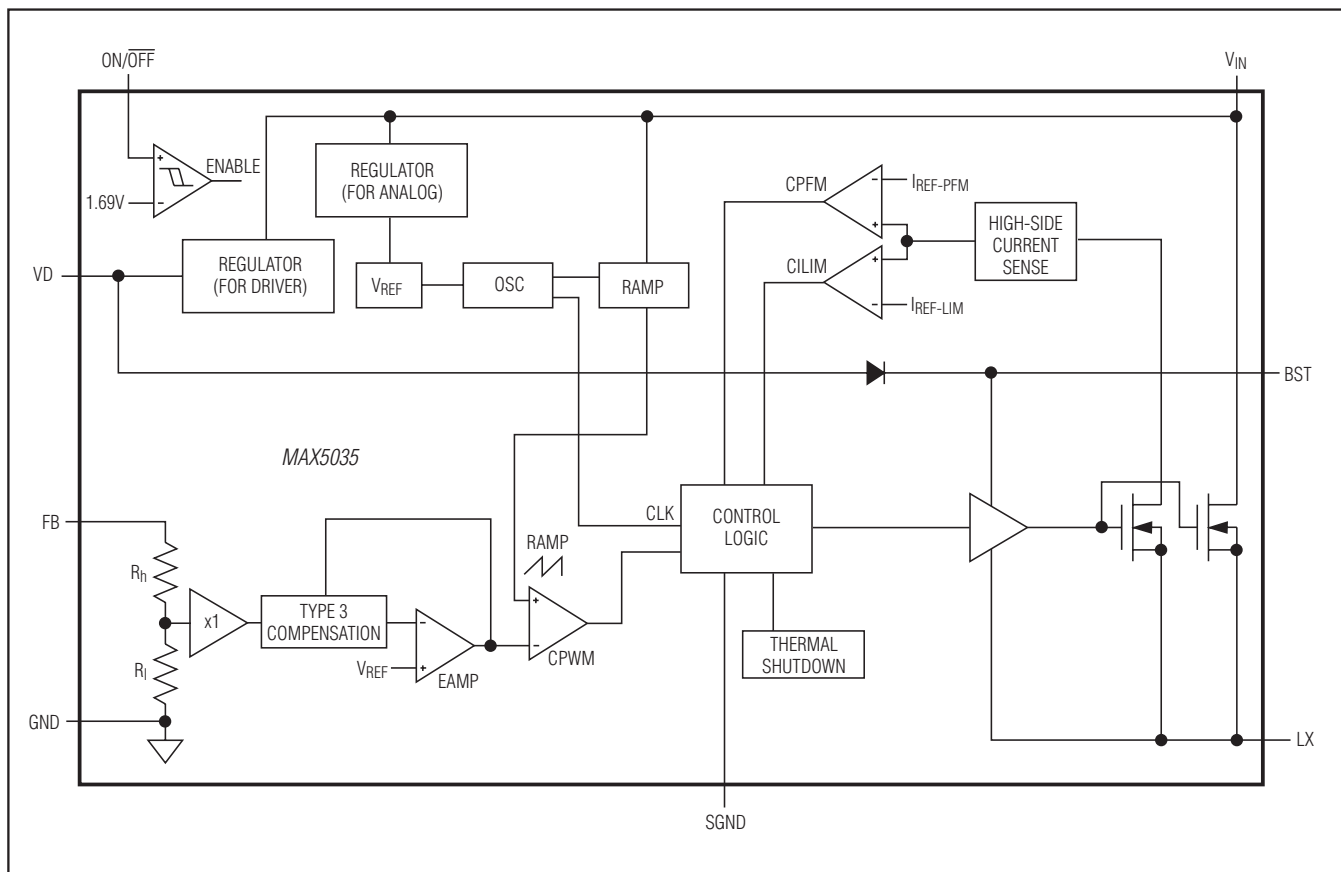 ON/OFF
VIN
ENABLE
1.69V
REGULATOR
(FOR ANALOG)
CPFM
IREF-PFM
HIGH-SIDE
CURRENT
SENSE
VD
REGULATOR
(FOR DRIVER)
VREF
OSC
RAMP
CILIM
IREF-LIM
BST
MAX5035
FB
CLK
CONTROL
LOGIC
RAMP
Rh
x1
TYPE 3
COMPENSATION
THERMAL
SHUTDOWN
Rl
VREF
EAMP
CPWM
GND
LX
SGND